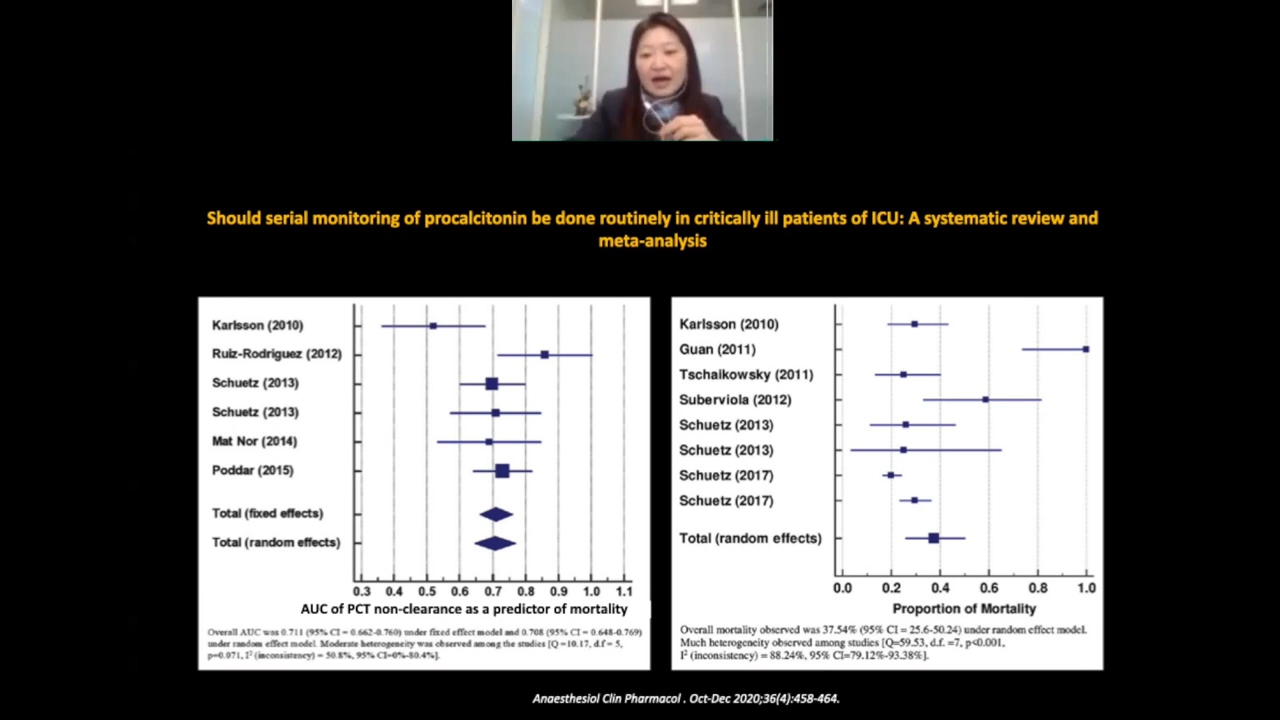 Should serial monitoring of procalcitonin be done routinely in critically ill patients of ICU: A systematic review and
meta-analysis
Karlsson (2010)
Ruiz-Rodriguez (2012)
Schuetz (2013)
Schuetz (2013)
Mat Nor (2014)
Poddar (2015)
Total (fixed effects)
Total (random effects)
0.3 0.4 0.5 0.6 0.7 0.8 0.9 1.0 1.1
AUC of PCT non-clearance as a predictor of mortality
Overall AUC was 0.711 (95% CI = 0.662-0.760) under fixed effect model and 0.708 (95% CI = 0.648-0.769)
under random effect model. Moderate heterogeneity was observed among the studies [Q =10.17, d.f = 5,
p=0.071, I² (inconsistency) = 50.8%, 95% CI=0%-80.4%].
Karlsson (2010)
Guan (2011)
Tschaikowsky (2011)
Suberviola (2012)
Schuetz (2013)
Schuetz (2013)
Schuetz (2017)
Schuetz (2017)
Total (random effects)
0.0 0.2 0.4 0.6 0.8 1.0
Proportion of Mortality
Overall mortality observed was 37.54% (95% CI = 25.6-50.24) under random effect model.
Much heterogeneity observed among studies [Q=59.53, d.f. =7, p<0.001,
I² (inconsistency) = 88.24%, 95% CI=79.12%-93.38%].
Anaesthesiol Clin Pharmacol . Oct-Dec 2020;36(4):458-464.